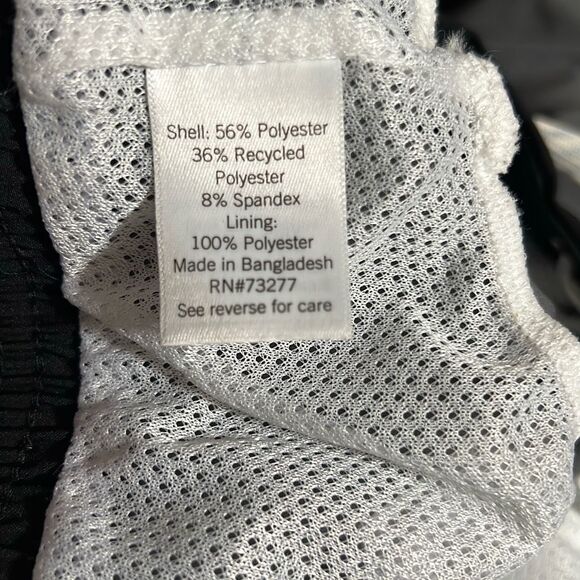 Shell: 56% Polyester
36% Recycled
Polyester
8% Spandex
Lining:
100% Polyester
Made in Bangladesh
RN#73277
See reverse for care